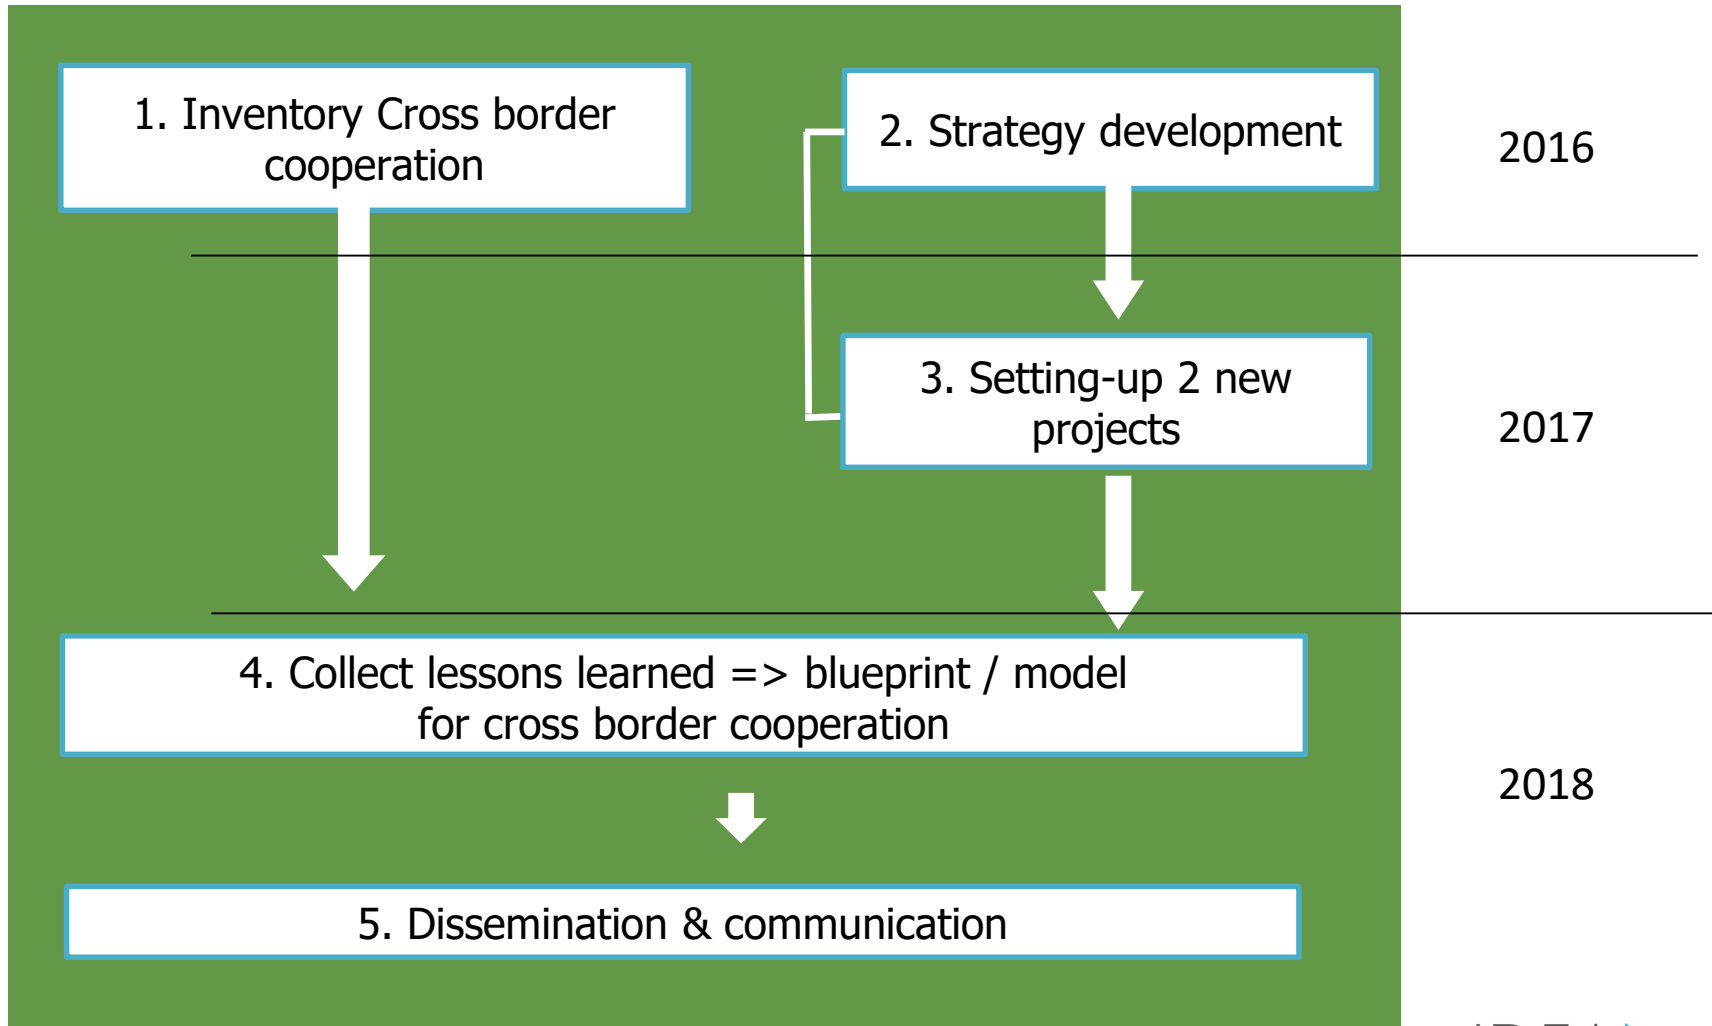 1. Inventory Cross border
cooperation
2. Strategy development
2016
3. Setting-up 2 new
projects
2017
4. Collect lessons learned => blueprint / model
for cross border cooperation
2018
5. Dissemination & communication